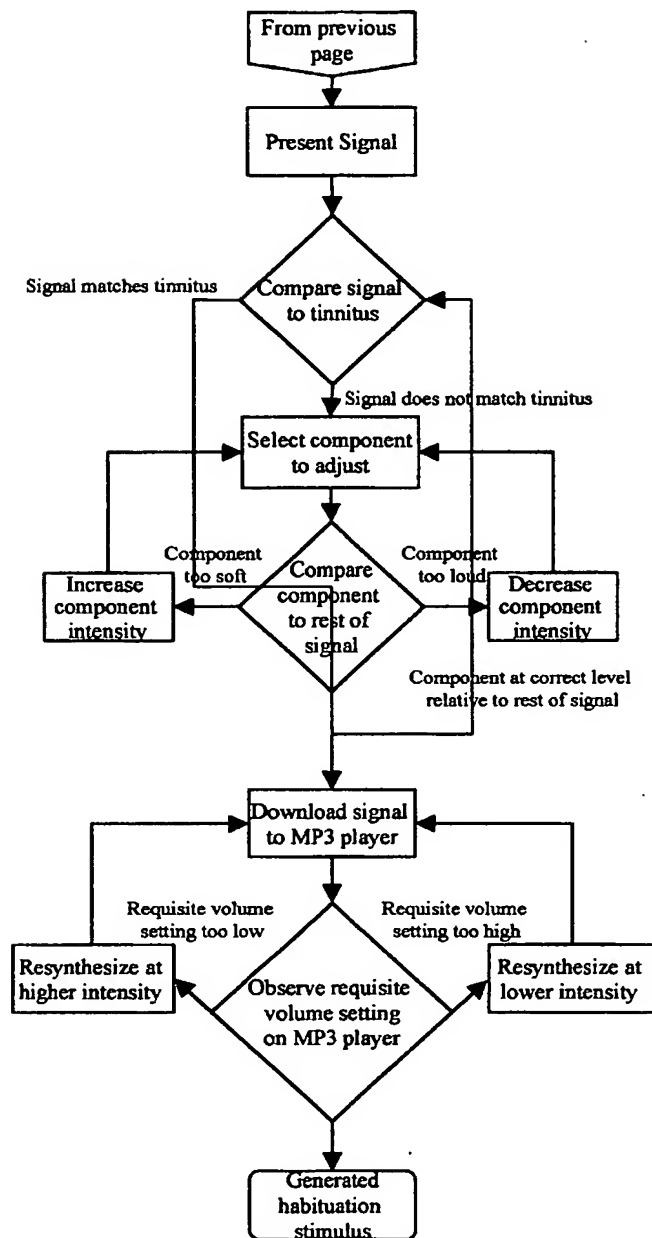 From previous
page
Present Signal
Signal matches tinnitus
Compare signal
to tinnitus
Signal does not match tinnitus
Select component
to adjust
Component
too soft
Component
too loud
Increase
component
intensity
Compare
component
to rest of
signal
Decrease
component
intensity
Component at correct level
relative to rest of signal
Download signal
to MP3 player
Requisite volume
setting too low
Requisite volume
setting too high
Resynthesize at
higher intensity
Observe requisite
volume setting
on MP3 player
Resynthesize at
lower intensity
Generated
habituation
stimulus